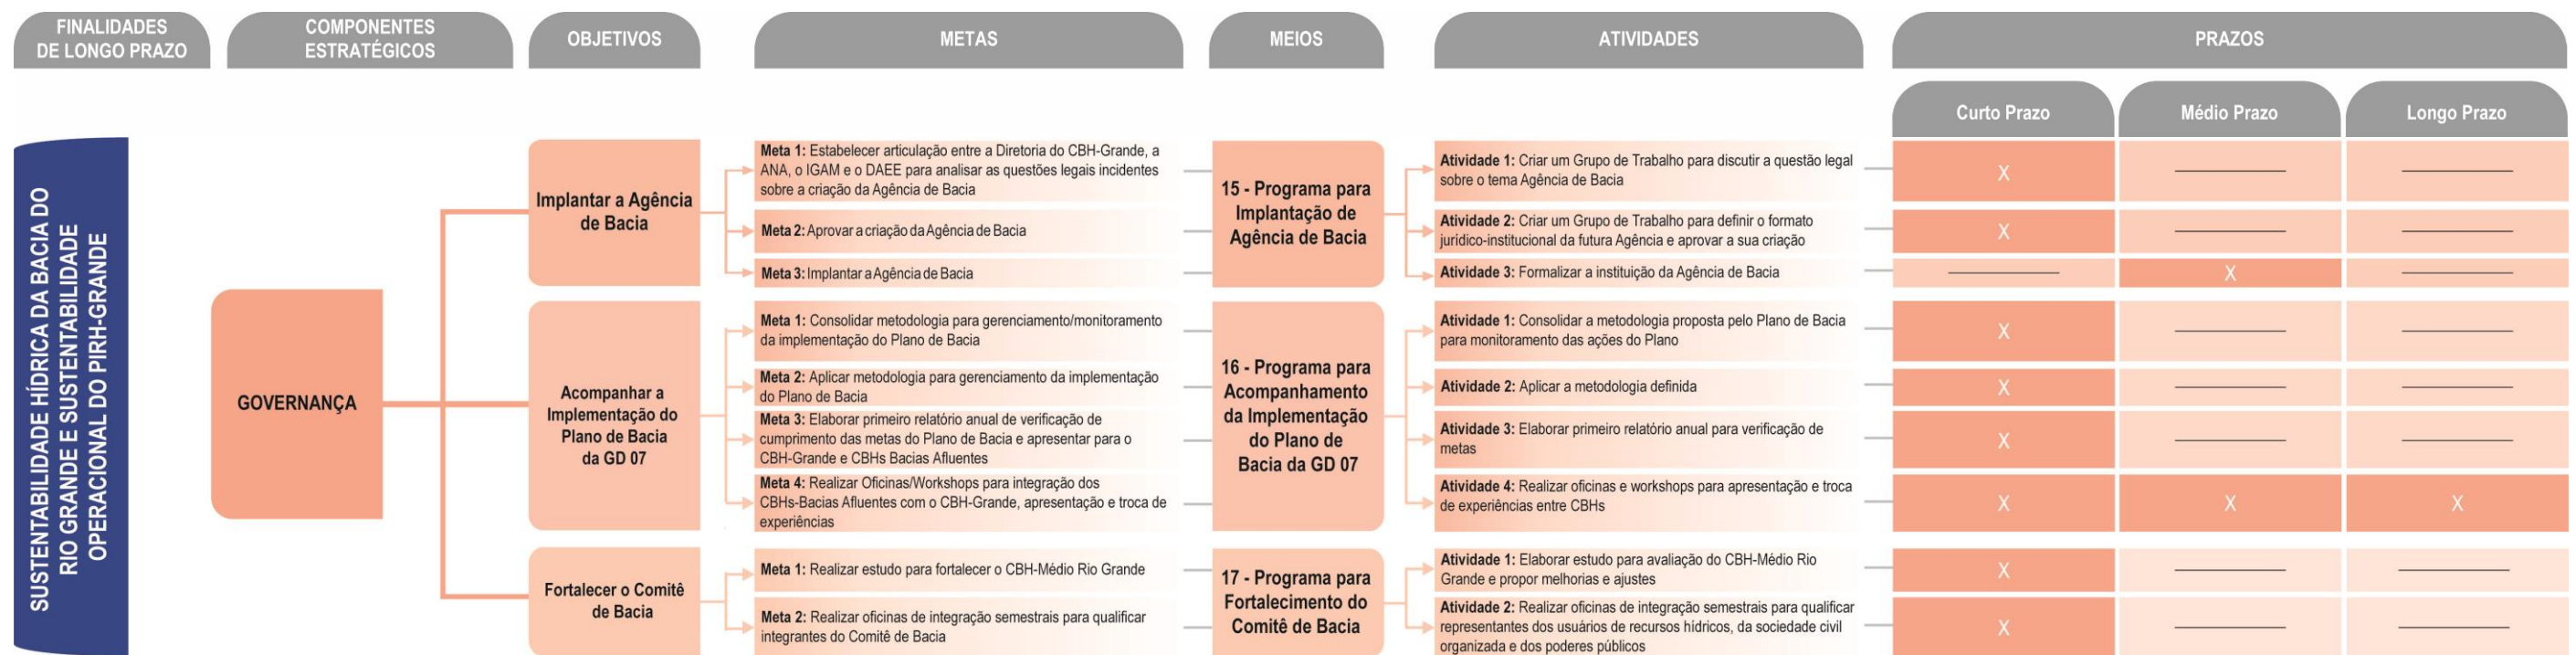 FINALIDADES
DE LONGO PRAZO
COMPONENTES
ESTRATÉGICOS
OBJETIVOS
METAS
MEIOS
ATIVIDADES
PRAZOS
Curto Prazo
Médio Prazo
Longo Prazo
SUSTENTABILIDADE HÍDRICA DA BACIA DO
RIO GRANDE E SUSTENTABILIDADE
OPERACIONAL DO PIRH-GRANDE
GOVERNANÇA
Implantar a Agência
de Bacia
Meta 1: Estabelecer articulação entre a Diretoria do CBH-Grande, a
ANA, o IGAM e o DAEE para analisar as questões legais incidentes
sobre a criação da Agência de Bacia
Meta 2: Aprovar a criação da Agência de Bacia
Meta 3: Implantar a Agência de Bacia
15 - Programa para
Implantação de
Agência de Bacia
Atividade 1: Criar um Grupo de Trabalho para discutir a questão legal
sobre o tema Agência de Bacia
X
Atividade 2: Criar um Grupo de Trabalho para definir o formato
jurídico-institucional da futura Agência e aprovar a sua criação
X
Atividade 3: Formalizar a instituição da Agência de Bacia
X
Acompanhar a
Implementação do
Plano de Bacia
da GD 07
Meta 1: Consolidar metodologia para gerenciamento/monitoramento
da implementação do Plano de Bacia
Meta 2: Aplicar metodologia para gerenciamento da implementação
do Plano de Bacia
Meta 3: Elaborar primeiro relatório anual de verificação de
cumprimento das metas do Plano de Bacia e apresentar para o
CBH-Grande e CBHs Bacias Afluentes
Meta 4: Realizar Oficinas/Workshops para integração dos
CBHs-Bacias Afluentes com o CBH-Grande, apresentação e troca de
experiências
16 - Programa para
Acompanhamento
da Implementação
do Plano de
Bacia da GD 07
Atividade 1: Consolidar a metodologia proposta pelo Plano de Bacia
para monitoramento das ações do Plano
X
Atividade 2: Aplicar a metodologia definida
X
Atividade 3: Elaborar primeiro relatório anual para verificação de
metas
X
Atividade 4: Realizar oficinas e workshops para apresentação e troca
de experiências entre CBHs
X X X
Fortalecer o Comitê
de Bacia
Meta 1: Realizar estudo para fortalecer o CBH-Médio Rio Grande
Meta 2: Realizar oficinas de integração semestrais para qualificar
integrantes do Comitê de Bacia
17 - Programa para
Fortalecimento do
Comitê de Bacia
Atividade 1: Elaborar estudo para avaliação do CBH-Médio Rio
Grande e propor melhorias e ajustes
X
Atividade 2: Realizar oficinas de integração semestrais para qualificar
representantes dos usuários de recursos hídricos, da sociedade civil
organizada e dos poderes públicos
X